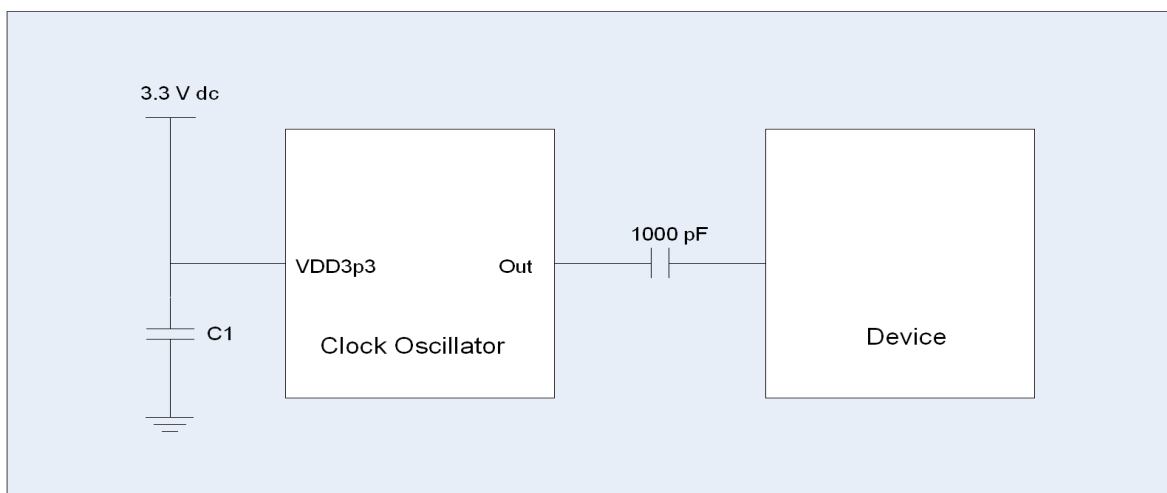 3.3 V dc
1000 pF
VDD3p3
Out
C1
Clock Oscillator
Device